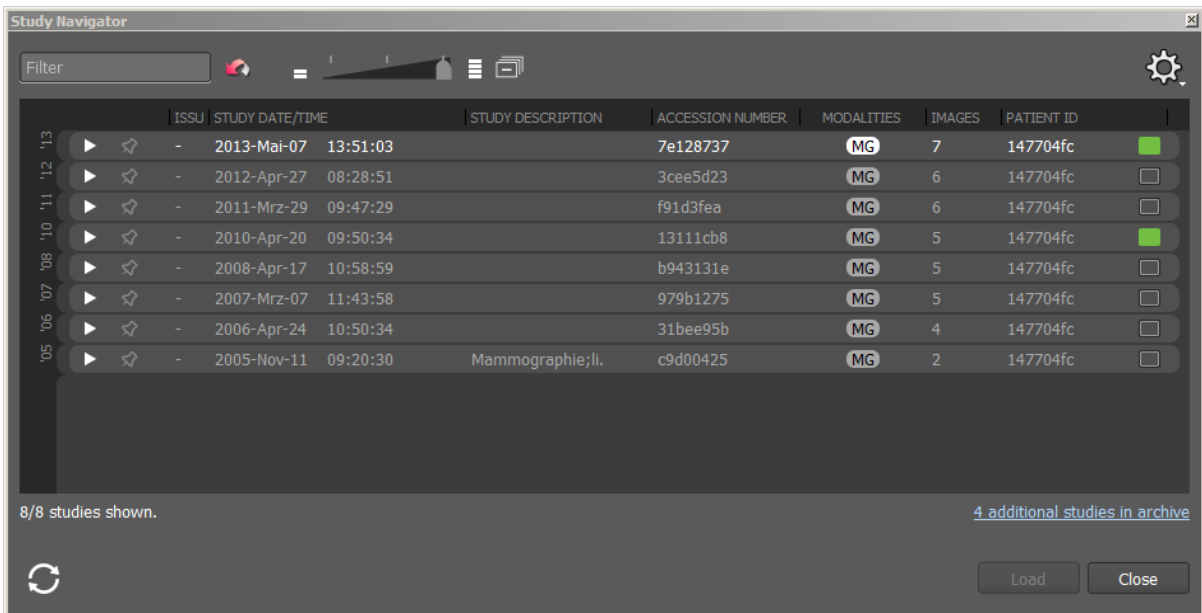 Study Navigator
Filter
ISSU STUDY DATE/TIME STUDY DESCRIPTION ACCESSION NUMBER MODALITIES IMAGES PATIENT ID
'13 - 2013-Mai-07 13:51:03 7e128737 MG 7 147704fc
'12 - 2012-Apr-27 08:28:51 3cee5d23 MG 6 147704fc
'11 - 2011-Mrz-29 09:47:29 f91d3fea MG 6 147704fc
'10 - 2010-Apr-20 09:50:34 13111cb8 MG 5 147704fc
'08 - 2008-Apr-17 10:58:59 b943131e MG 5 147704fc
'07 - 2007-Mrz-07 11:43:58 979b1275 MG 5 147704fc
'06 - 2006-Apr-24 10:50:34 31bee95b MG 4 147704fc
'05 - 2005-Nov-11 09:20:30 Mammographie;li. c9d00425 MG 2 147704fc
8/8 studies shown. 4 additional studies in archive
Load Close